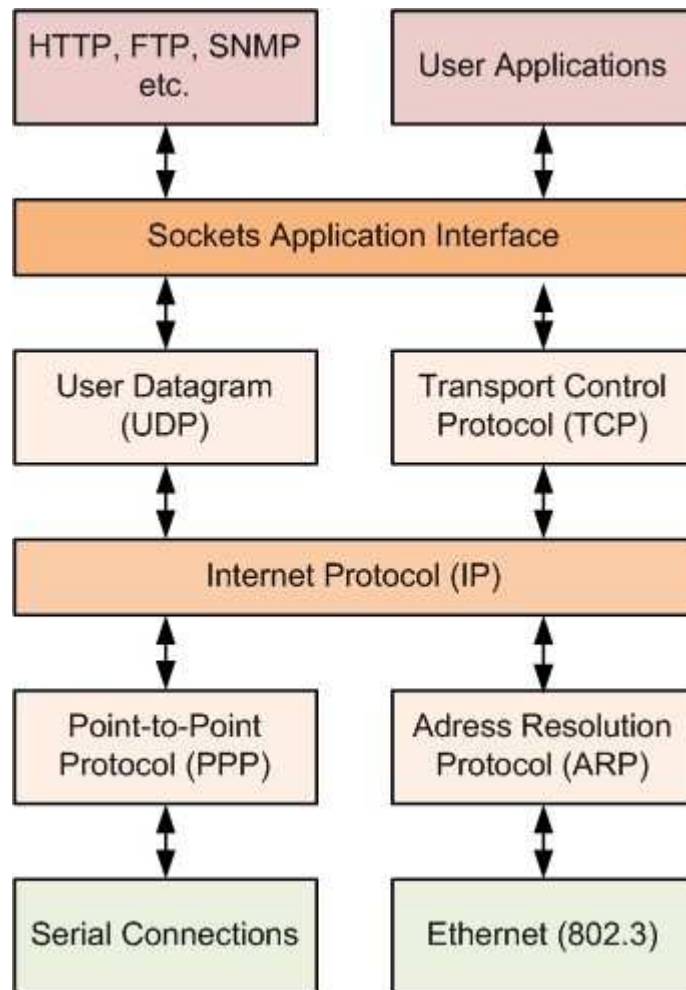 HTTP, FTP, SNMP
etc.
User Applications
Sockets Application Interface
User Datagram
(UDP)
Transport Control
Protocol (TCP)
Internet Protocol (IP)
Point-to-Point
Protocol (PPP)
Adress Resolution
Protocol (ARP)
Serial Connections
Ethernet (802.3)